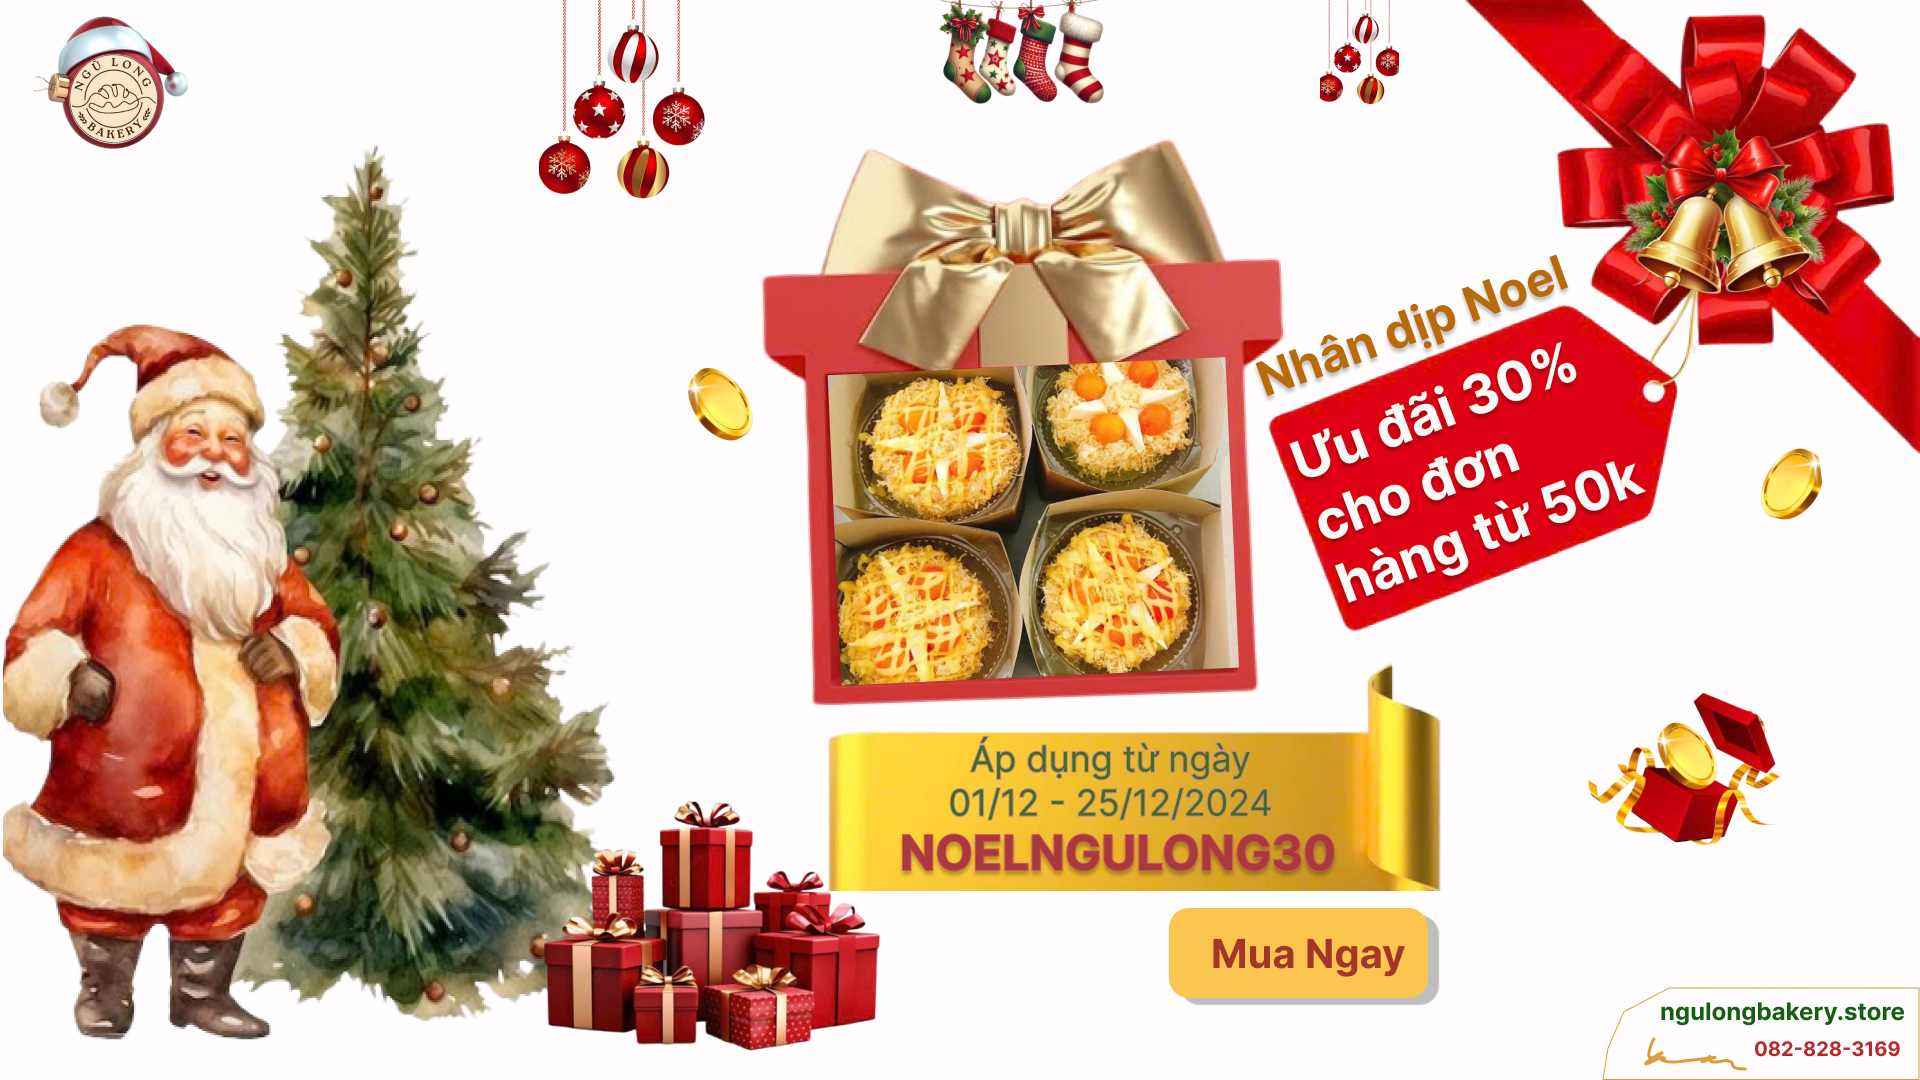 NGŨ LONG
BAKERY
Nhân dịp Noel
Ưu đãi 30%
cho đơn
hàng từ 50k
Áp dụng từ ngày
01/12 - 25/12/2024
NOELNGULONG30
Mua Ngay
ngulongbakery.store
082-828-3169